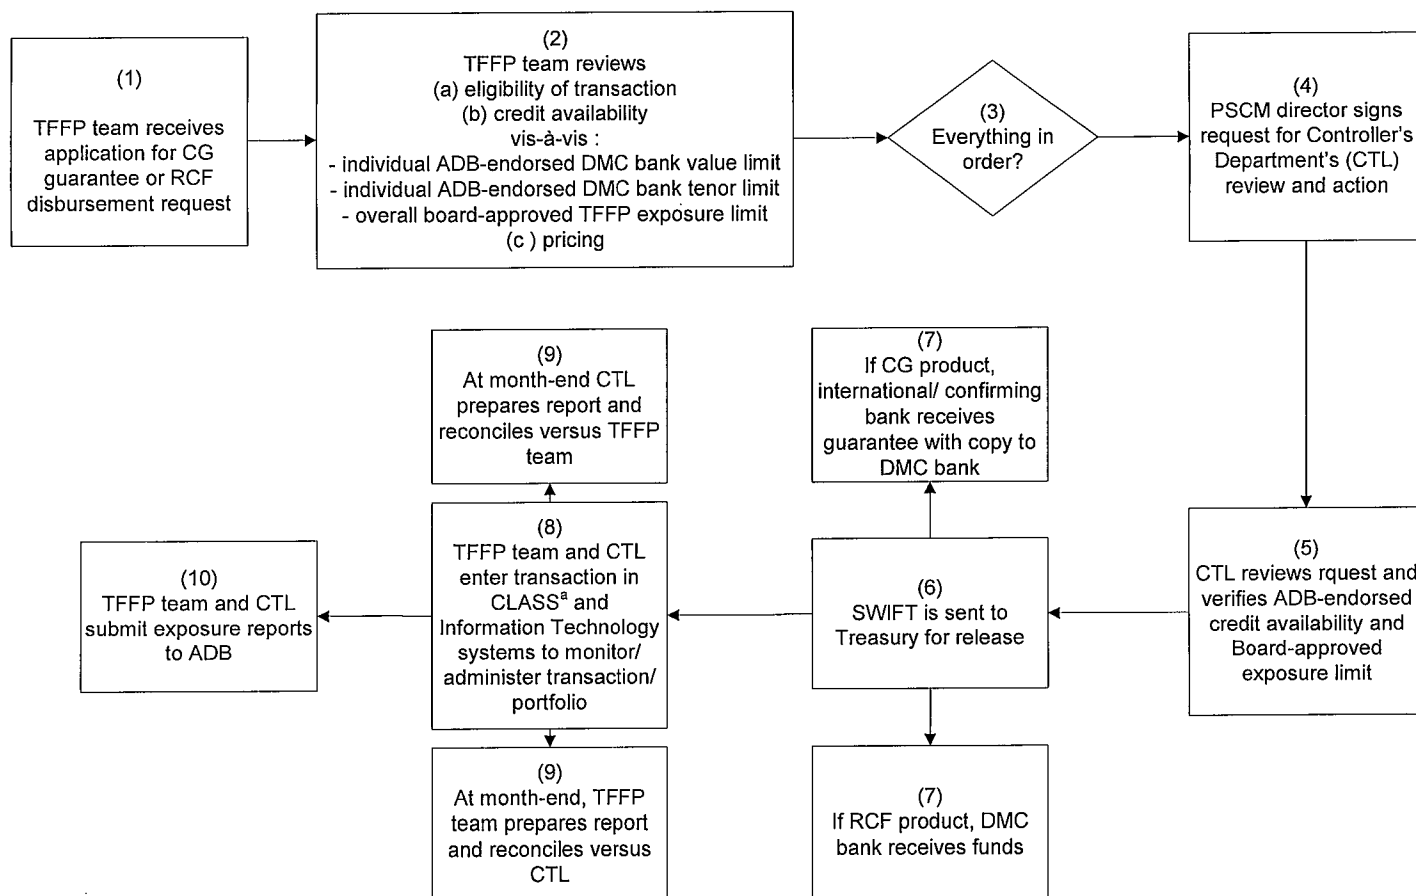 (1)
TFFP team receives
application for CG
guarantee or RCF
disbursement request
(2)
TFFP team reviews
(a) eligibility of transaction
(b) credit availability
vis-à-vis :
- individual ADB-endorsed DMC bank value limit
- individual ADB-endorsed DMC bank tenor limit
- overall board-approved TFFP exposure limit
(c ) pricing
(3)
Everything in
order?
(4)
PSCM director signs
request for Controller's
Department's (CTL)
review and action
(5)
CTL reviews rquest and
verifies ADB-endorsed
credit availability and
Board-approved
exposure limit
(6)
SWIFT is sent to
Treasury for release
(7)
If CG product,
international/ confirming
bank receives
guarantee with copy to
DMC bank
(7)
If RCF product, DMC
bank receives funds
(8)
TFFP team and CTL
enter transaction in
CLASSᵃ and
Information Technology
systems to monitor/
administer transaction/
portfolio
(9)
At month-end CTL
prepares report and
reconciles versus TFFP
team
(9)
At month-end, TFFP
team prepares report
and reconciles versus
CTL
(10)
TFFP team and CTL
submit exposure reports
to ADB